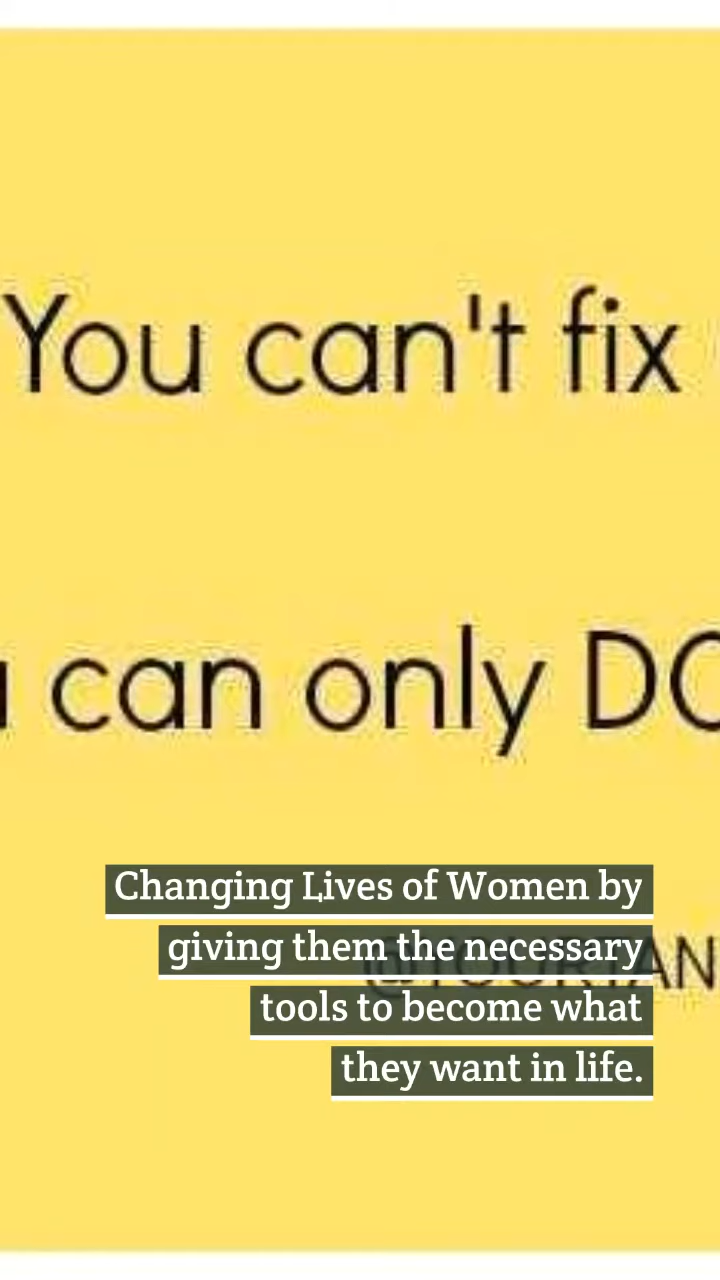 You can't fix
can only
Changing Lives of Women by
giving them the necessary
tools to become what
they want in life.